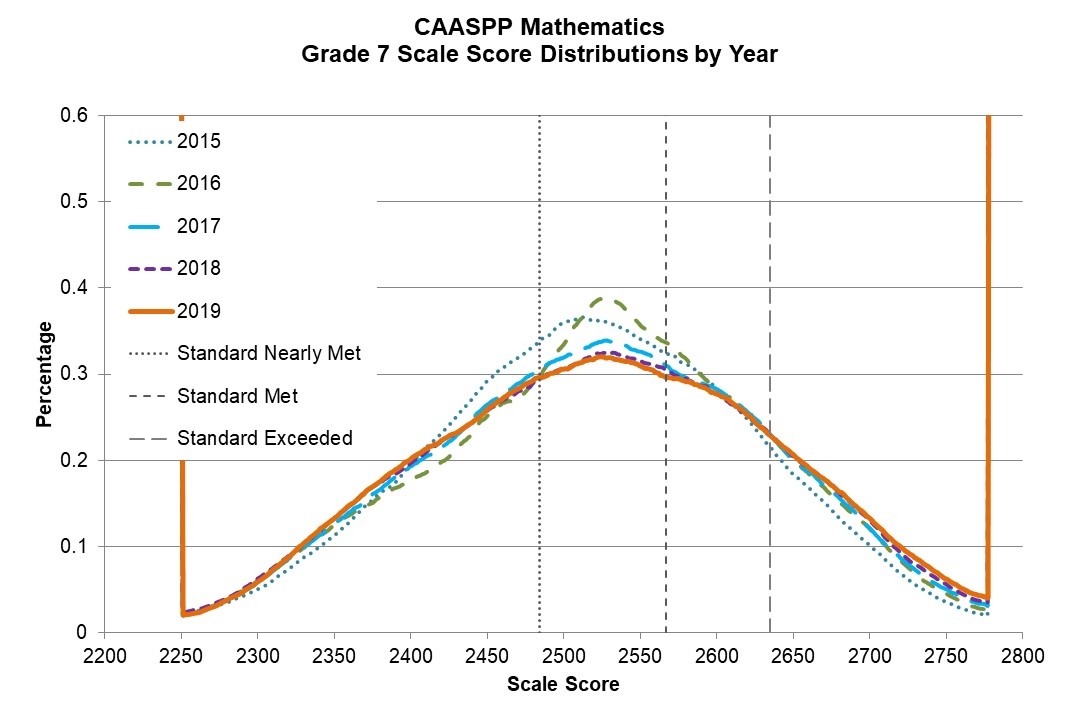 CAASPP Mathematics
Grade 7 Scale Score Distributions by Year
0.6
0.5
0.4
0.3
0.2
0.1
0
Percentage
2015
2016
2017
2018
2019
Standard Nearly Met
Standard Met
Standard Exceeded
2200 2250 2300 2350 2400 2450 2500 2550 2600 2650 2700 2750 2800
Scale Score